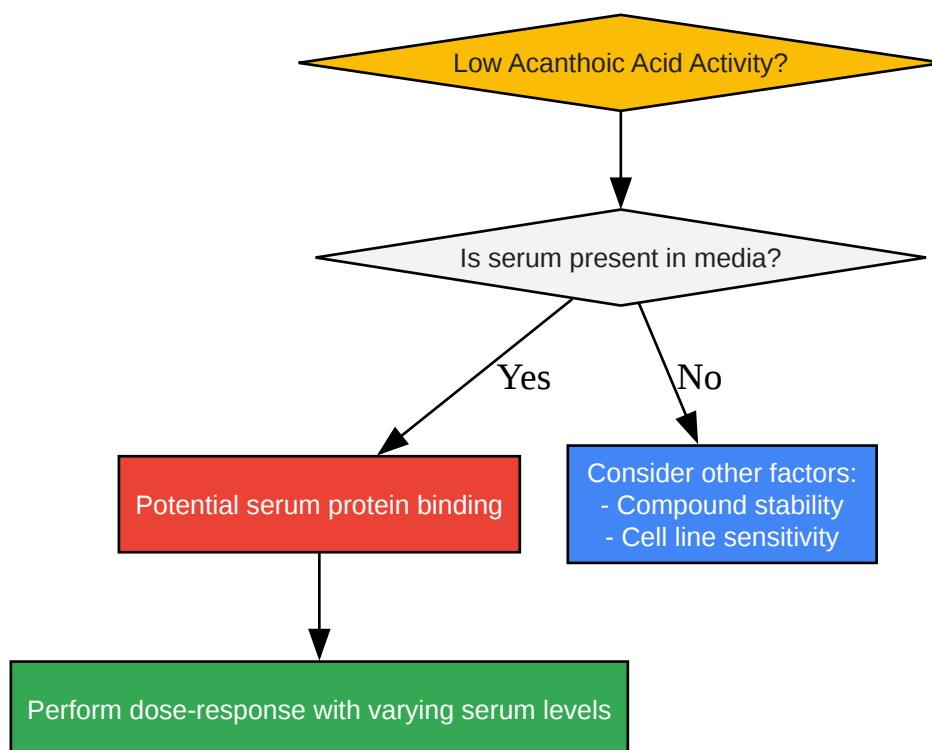 Low Acanthoic Acid Activity?
Is serum present in media?
Yes
No
Potential serum protein binding
Consider other factors:
- Compound stability
- Cell line sensitivity
Perform dose-response with varying serum levels